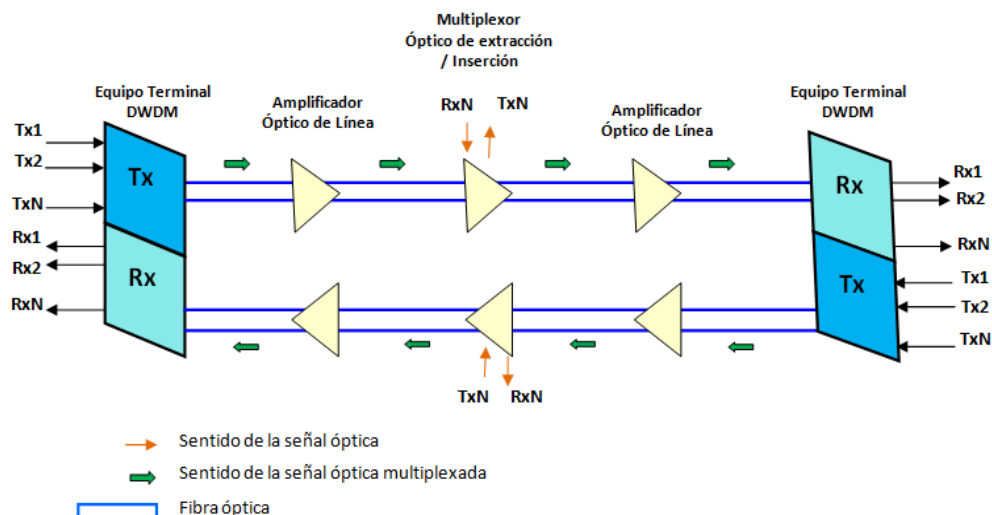 Multiplexor
Óptico de extracción
/ Inserción
Equipo Terminal
DWDM
Amplificador
Óptico de Línea
RxN
TxN
Amplificador
Óptico de Línea
Equipo Terminal
DWDM
Tx1
Tx2
TxN
Rx1
Rx2
RxN
Tx
Rx
Rx
Tx
Rx1
Rx2
RxN
Tx1
Tx2
TxN
TxN
RxN
Sentido de la señal óptica
Sentido de la señal óptica multiplexada
Fibra óptica